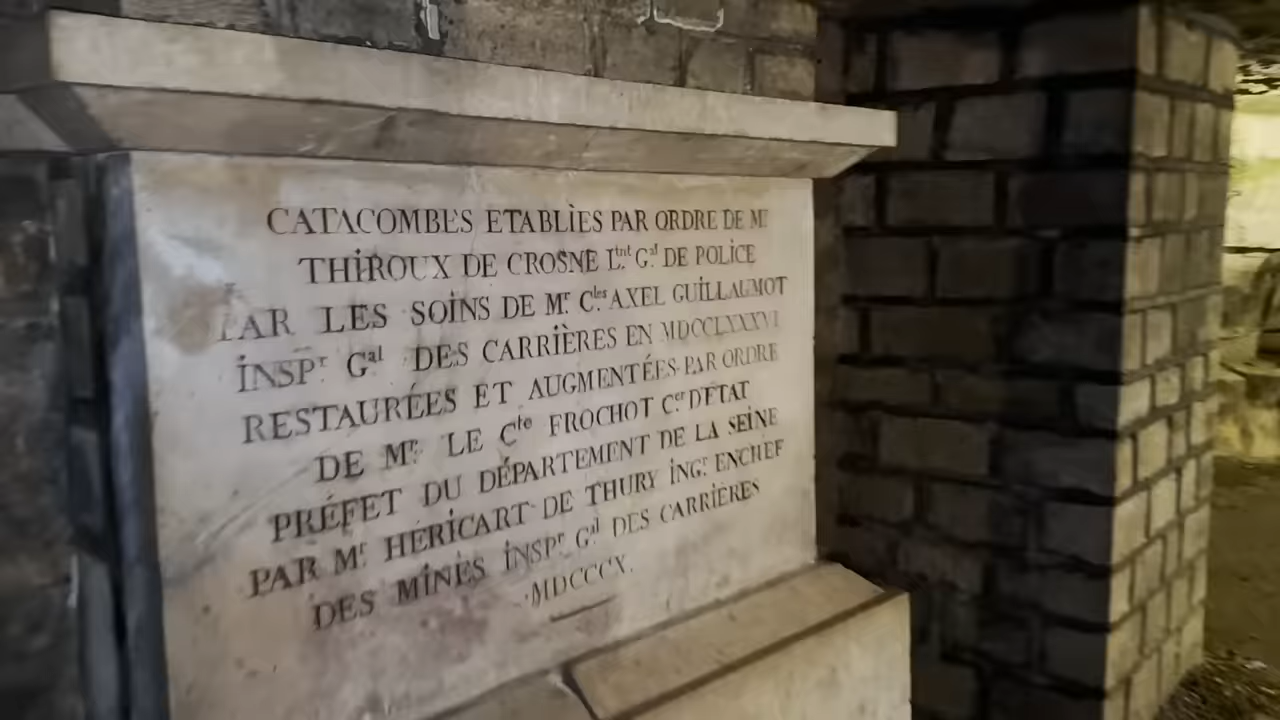 CATACOMBES ETABLIES PAR ORDRE DE Mr
THIROUX DE CROSNE Ltnt. Gal. DE POLICE
PAR LES SOINS DE Mr. Cles AXEL GUILLAUMOT
INSPr. Gal DES CARRIÈRES EN MDCCLXXXVI
RESTAURÉES ET AUGMENTÉES PAR ORDRE
DE Mr. LE Cte FROCHOT Cer D'ETAT
PRÉFET DU DÉPARTEMENT DE LA SEINE
PAR Mr HÉRICART DE THURY INGr. EN CHEF
DES MINES INSPr. Gal DES CARRIÈRES
·MDCCCX.